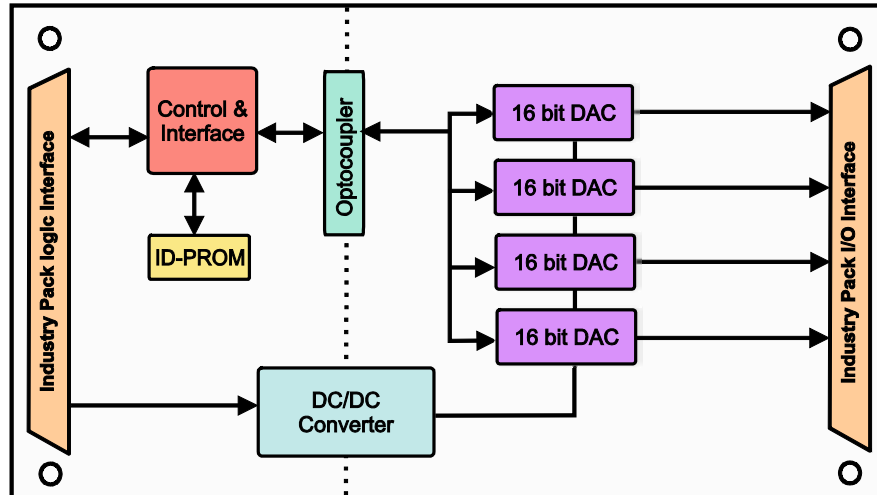 Industry Pack logic Interface
Control &
Interface
ID-PROM
Optocoupler
16 bit DAC
16 bit DAC
16 bit DAC
16 bit DAC
DC/DC
Converter
Industry Pack I/O Interface